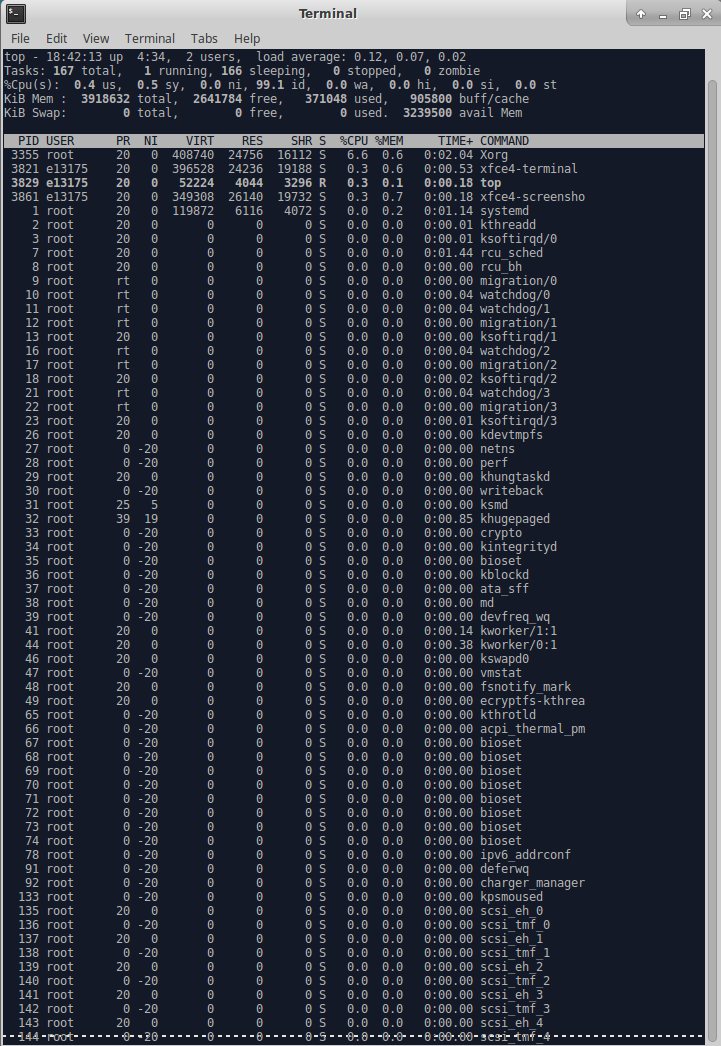 Terminal
File Edit View Terminal Tabs Help
top - 18:42:13 up  4:34,  2 users,  load average: 0.12, 0.07, 0.02
Tasks: 167 total,   1 running, 166 sleeping,   0 stopped,   0 zombie
%Cpu(s):  0.4 us,  0.5 sy,  0.0 ni, 99.1 id,  0.0 wa,  0.0 hi,  0.0 si,  0.0 st
KiB Mem :  3918632 total,  2641784 free,   371048 used,   905800 buff/cache
KiB Swap:        0 total,        0 free,        0 used.  3239500 avail Mem
PID USER PR NI VIRT RES SHR S %CPU %MEM TIME+ COMMAND
3355 root 20 0 408740 24756 16112 S 6.6 0.6 0:02.04 Xorg
3821 e13175 20 0 396528 24236 19188 S 0.3 0.6 0:00.53 xfce4-terminal
3829 e13175 20 0 52224 4044 3296 R 0.3 0.1 0:00.18 top
3861 e13175 20 0 349308 26140 19732 S 0.3 0.7 0:00.18 xfce4-screensho
1 root 20 0 119872 6116 4072 S 0.0 0.2 0:01.14 systemd
2 root 20 0 0 0 0 S 0.0 0.0 0:00.01 kthreadd
3 root 20 0 0 0 0 S 0.0 0.0 0:00.01 ksoftirqd/0
7 root 20 0 0 0 0 S 0.0 0.0 0:01.44 rcu_sched
8 root 20 0 0 0 0 S 0.0 0.0 0:00.00 rcu_bh
9 root rt 0 0 0 0 S 0.0 0.0 0:00.00 migration/0
10 root rt 0 0 0 0 S 0.0 0.0 0:00.04 watchdog/0
11 root rt 0 0 0 0 S 0.0 0.0 0:00.04 watchdog/1
12 root rt 0 0 0 0 S 0.0 0.0 0:00.00 migration/1
13 root 20 0 0 0 0 S 0.0 0.0 0:00.01 ksoftirqd/1
16 root rt 0 0 0 0 S 0.0 0.0 0:00.04 watchdog/2
17 root rt 0 0 0 0 S 0.0 0.0 0:00.00 migration/2
18 root 20 0 0 0 0 S 0.0 0.0 0:00.02 ksoftirqd/2
21 root rt 0 0 0 0 S 0.0 0.0 0:00.04 watchdog/3
22 root rt 0 0 0 0 S 0.0 0.0 0:00.00 migration/3
23 root 20 0 0 0 0 S 0.0 0.0 0:00.01 ksoftirqd/3
26 root 20 0 0 0 0 S 0.0 0.0 0:00.00 kdevtmpfs
27 root 0 -20 0 0 0 S 0.0 0.0 0:00.00 netns
28 root 0 -20 0 0 0 S 0.0 0.0 0:00.00 perf
29 root 20 0 0 0 0 S 0.0 0.0 0:00.00 khungtaskd
30 root 0 -20 0 0 0 S 0.0 0.0 0:00.00 writeback
31 root 25 5 0 0 0 S 0.0 0.0 0:00.00 ksmd
32 root 39 19 0 0 0 S 0.0 0.0 0:00.85 khugepaged
33 root 0 -20 0 0 0 S 0.0 0.0 0:00.00 crypto
34 root 0 -20 0 0 0 S 0.0 0.0 0:00.00 kintegrityd
35 root 0 -20 0 0 0 S 0.0 0.0 0:00.00 bioset
36 root 0 -20 0 0 0 S 0.0 0.0 0:00.00 kblockd
37 root 0 -20 0 0 0 S 0.0 0.0 0:00.00 ata_sff
38 root 0 -20 0 0 0 S 0.0 0.0 0:00.00 md
39 root 0 -20 0 0 0 S 0.0 0.0 0:00.00 devfreq_wq
41 root 20 0 0 0 0 S 0.0 0.0 0:00.14 kworker/1:1
44 root 20 0 0 0 0 S 0.0 0.0 0:00.38 kworker/0:1
46 root 20 0 0 0 0 S 0.0 0.0 0:00.00 kswapd0
47 root 0 -20 0 0 0 S 0.0 0.0 0:00.00 vmstat
48 root 20 0 0 0 0 S 0.0 0.0 0:00.00 fsnotify_mark
49 root 20 0 0 0 0 S 0.0 0.0 0:00.00 ecryptfs-kthrea
65 root 0 -20 0 0 0 S 0.0 0.0 0:00.00 kthrotld
66 root 0 -20 0 0 0 S 0.0 0.0 0:00.00 acpi_thermal_pm
67 root 0 -20 0 0 0 S 0.0 0.0 0:00.00 bioset
68 root 0 -20 0 0 0 S 0.0 0.0 0:00.00 bioset
69 root 0 -20 0 0 0 S 0.0 0.0 0:00.00 bioset
70 root 0 -20 0 0 0 S 0.0 0.0 0:00.00 bioset
71 root 0 -20 0 0 0 S 0.0 0.0 0:00.00 bioset
72 root 0 -20 0 0 0 S 0.0 0.0 0:00.00 bioset
73 root 0 -20 0 0 0 S 0.0 0.0 0:00.00 bioset
74 root 0 -20 0 0 0 S 0.0 0.0 0:00.00 bioset
78 root 0 -20 0 0 0 S 0.0 0.0 0:00.00 ipv6_addrconf
91 root 0 -20 0 0 0 S 0.0 0.0 0:00.00 deferwq
92 root 0 -20 0 0 0 S 0.0 0.0 0:00.00 charger_manager
133 root 0 -20 0 0 0 S 0.0 0.0 0:00.00 kpsmoused
135 root 20 0 0 0 0 S 0.0 0.0 0:00.00 scsi_eh_0
136 root 0 -20 0 0 0 S 0.0 0.0 0:00.00 scsi_tmf_0
137 root 20 0 0 0 0 S 0.0 0.0 0:00.00 scsi_eh_1
138 root 0 -20 0 0 0 S 0.0 0.0 0:00.00 scsi_tmf_1
139 root 20 0 0 0 0 S 0.0 0.0 0:00.00 scsi_eh_2
140 root 0 -20 0 0 0 S 0.0 0.0 0:00.00 scsi_tmf_2
141 root 20 0 0 0 0 S 0.0 0.0 0:00.00 scsi_eh_3
142 root 0 -20 0 0 0 S 0.0 0.0 0:00.00 scsi_tmf_3
143 root 20 0 0 0 0 S 0.0 0.0 0:00.00 scsi_eh_4
144 root 0 -20 0 0 0 S 0.0 0.0 0:00.00 scsi_tmf_4